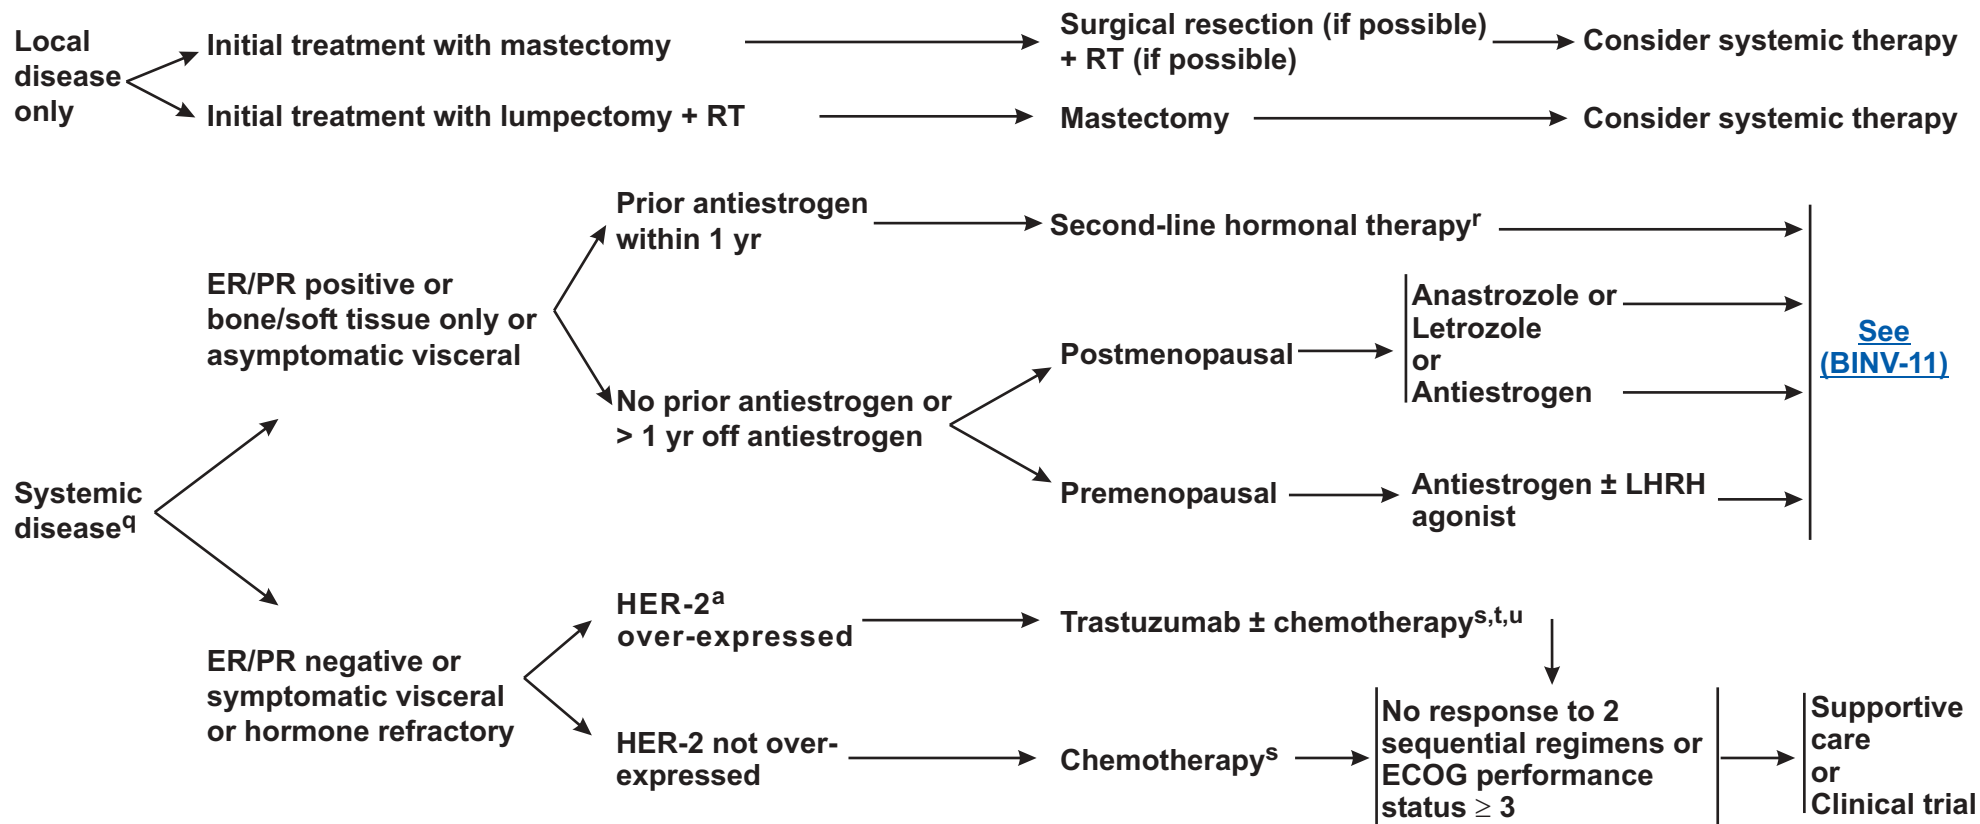 Local
disease
only
Initial treatment with mastectomy
Surgical resection (if possible)
+ RT (if possible)
Consider systemic therapy
Initial treatment with lumpectomy + RT
Mastectomy
Consider systemic therapy
Systemic
diseaseq
ER/PR positive or
bone/soft tissue only or
asymptomatic visceral
Prior antiestrogen
within 1 yr
Second-line hormonal therapyr
No prior antiestrogen or
> 1 yr off antiestrogen
Postmenopausal
Anastrozole or
Letrozole
or
Antiestrogen
Premenopausal
Antiestrogen ± LHRH
agonist
See
(BINV-11)
ER/PR negative or
symptomatic visceral
or hormone refractory
HER-2a
over-expressed
Trastuzumab ± chemotherapys,t,u
HER-2 not over-
expressed
Chemotherapys
No response to 2
sequential regimens or
ECOG performance
status ≥ 3
Supportive
care
or
Clinical trial